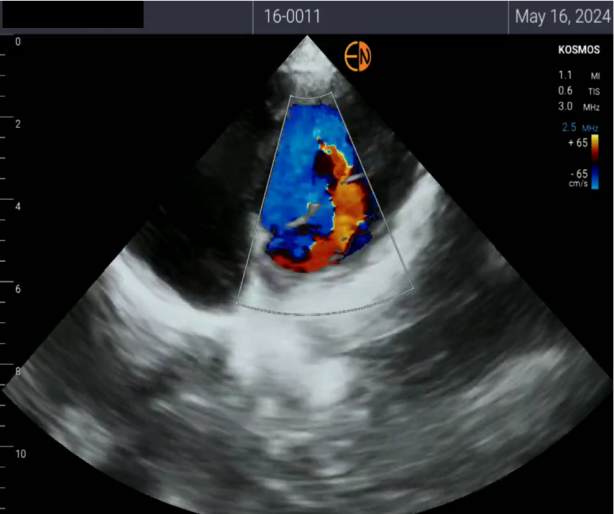 16-0011
May 16, 2024
KOSMOS
1.1 MI
0.6 TIS
3.0 MHz
2.5 MHz
+ 65
- 65
cm/s
EN
0
2
4
6
8
10